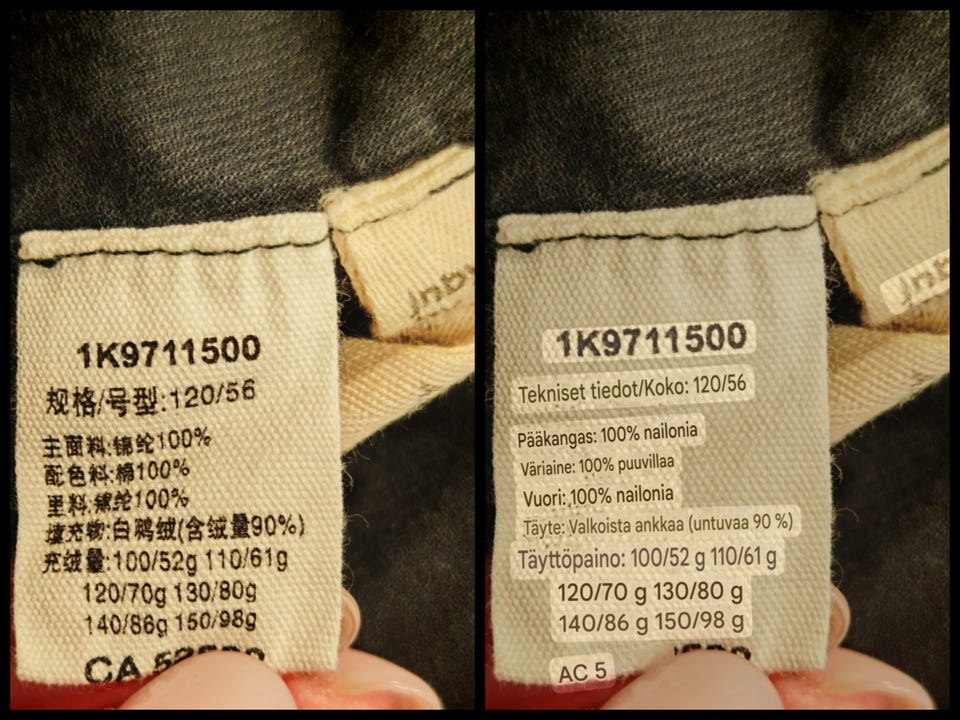 1K9711500
规格/号型:120/56
主面料:锦纶100%
配色料:棉100%
里料:锦纶100%
填充物:白鸭绒(含绒量90%)
充绒量:100/52g 110/61g
120/70g 130/80g
140/86g 150/98g
CA
1K9711500
Tekniset tiedot/Koko: 120/56
Pääkangas: 100% nailonia
Väriaine: 100% puuvillaa
Vuori: 100% nailonia
Täyte: Valkoista ankkaa (untuvaa 90 %)
Täyttöpaino: 100/52 g 110/61 g
120/70 g 130/80 g
140/86 g 150/98 g
AC 5